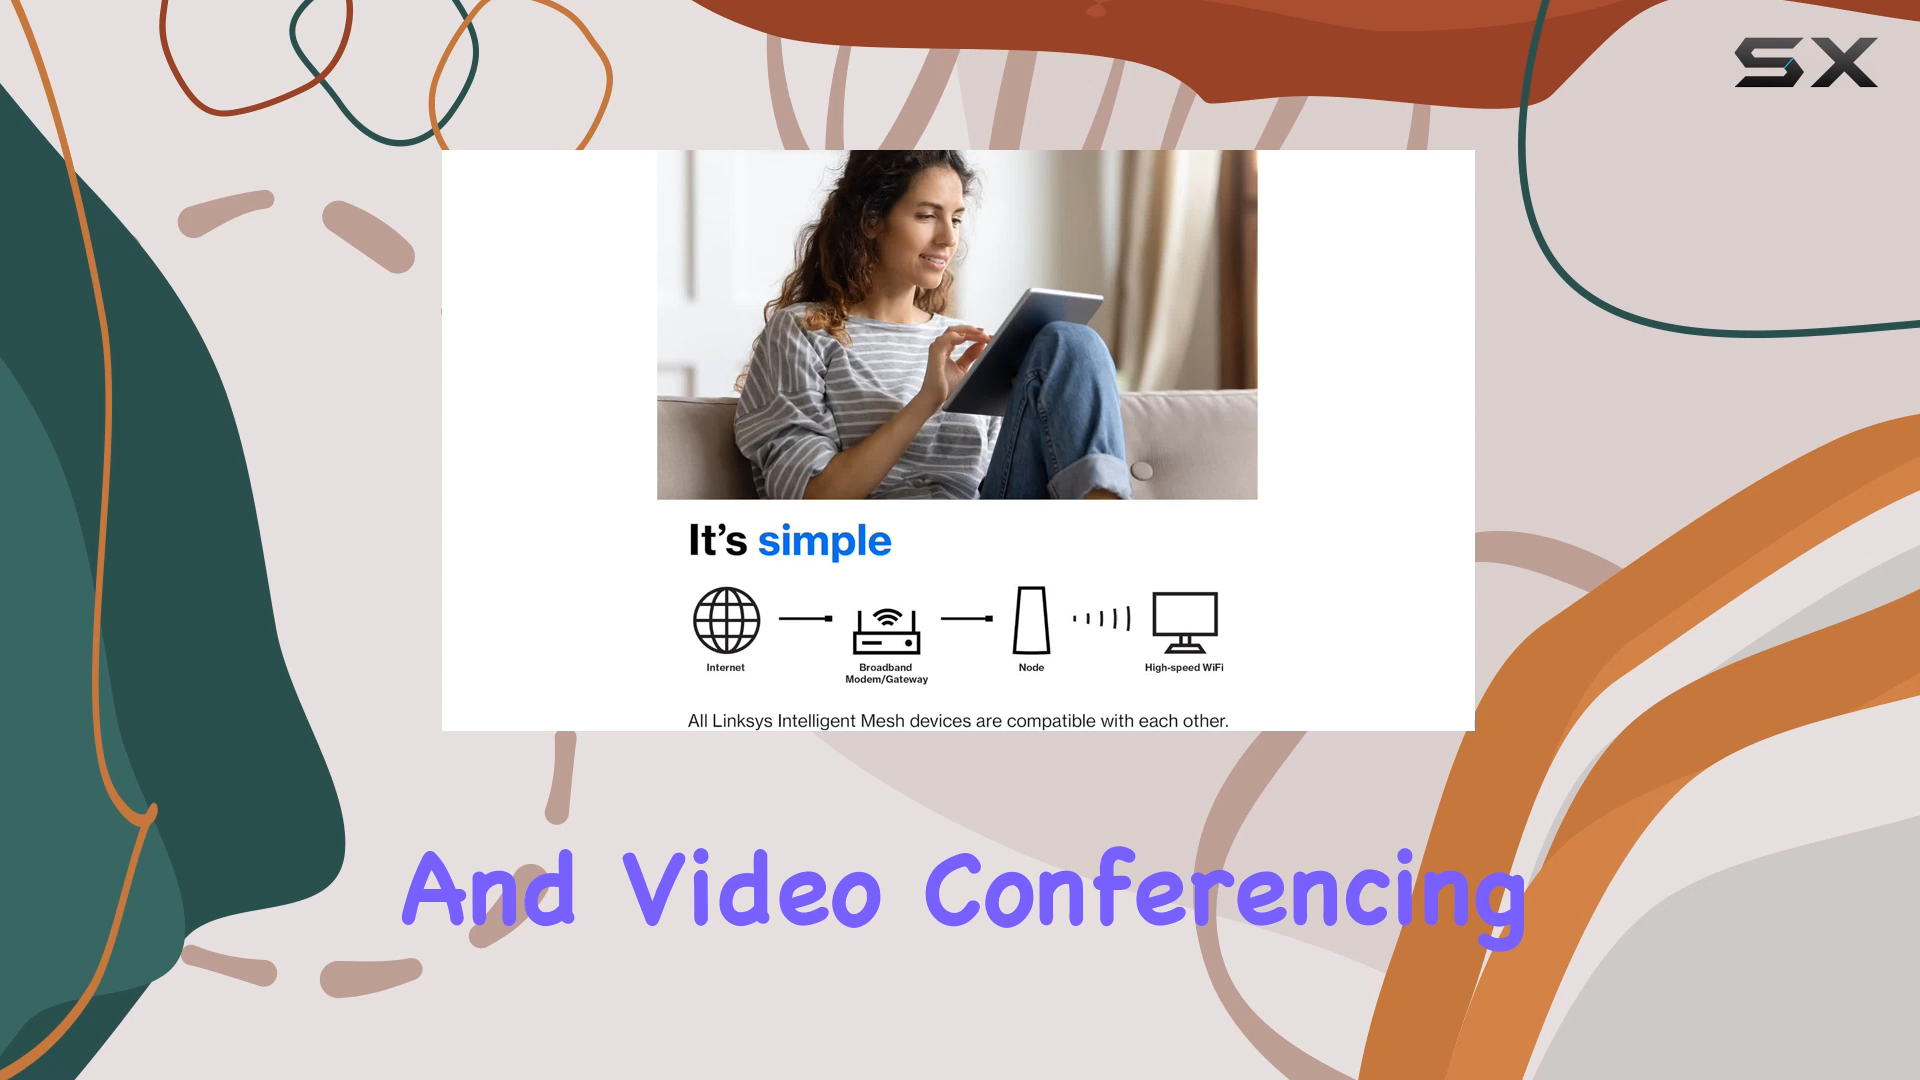 SX
It's simple
Internet
Broadband
Modem/Gateway
Node
High-speed WiFi
All Linksys Intelligent Mesh devices are compatible with each other.
And Video Conferencing